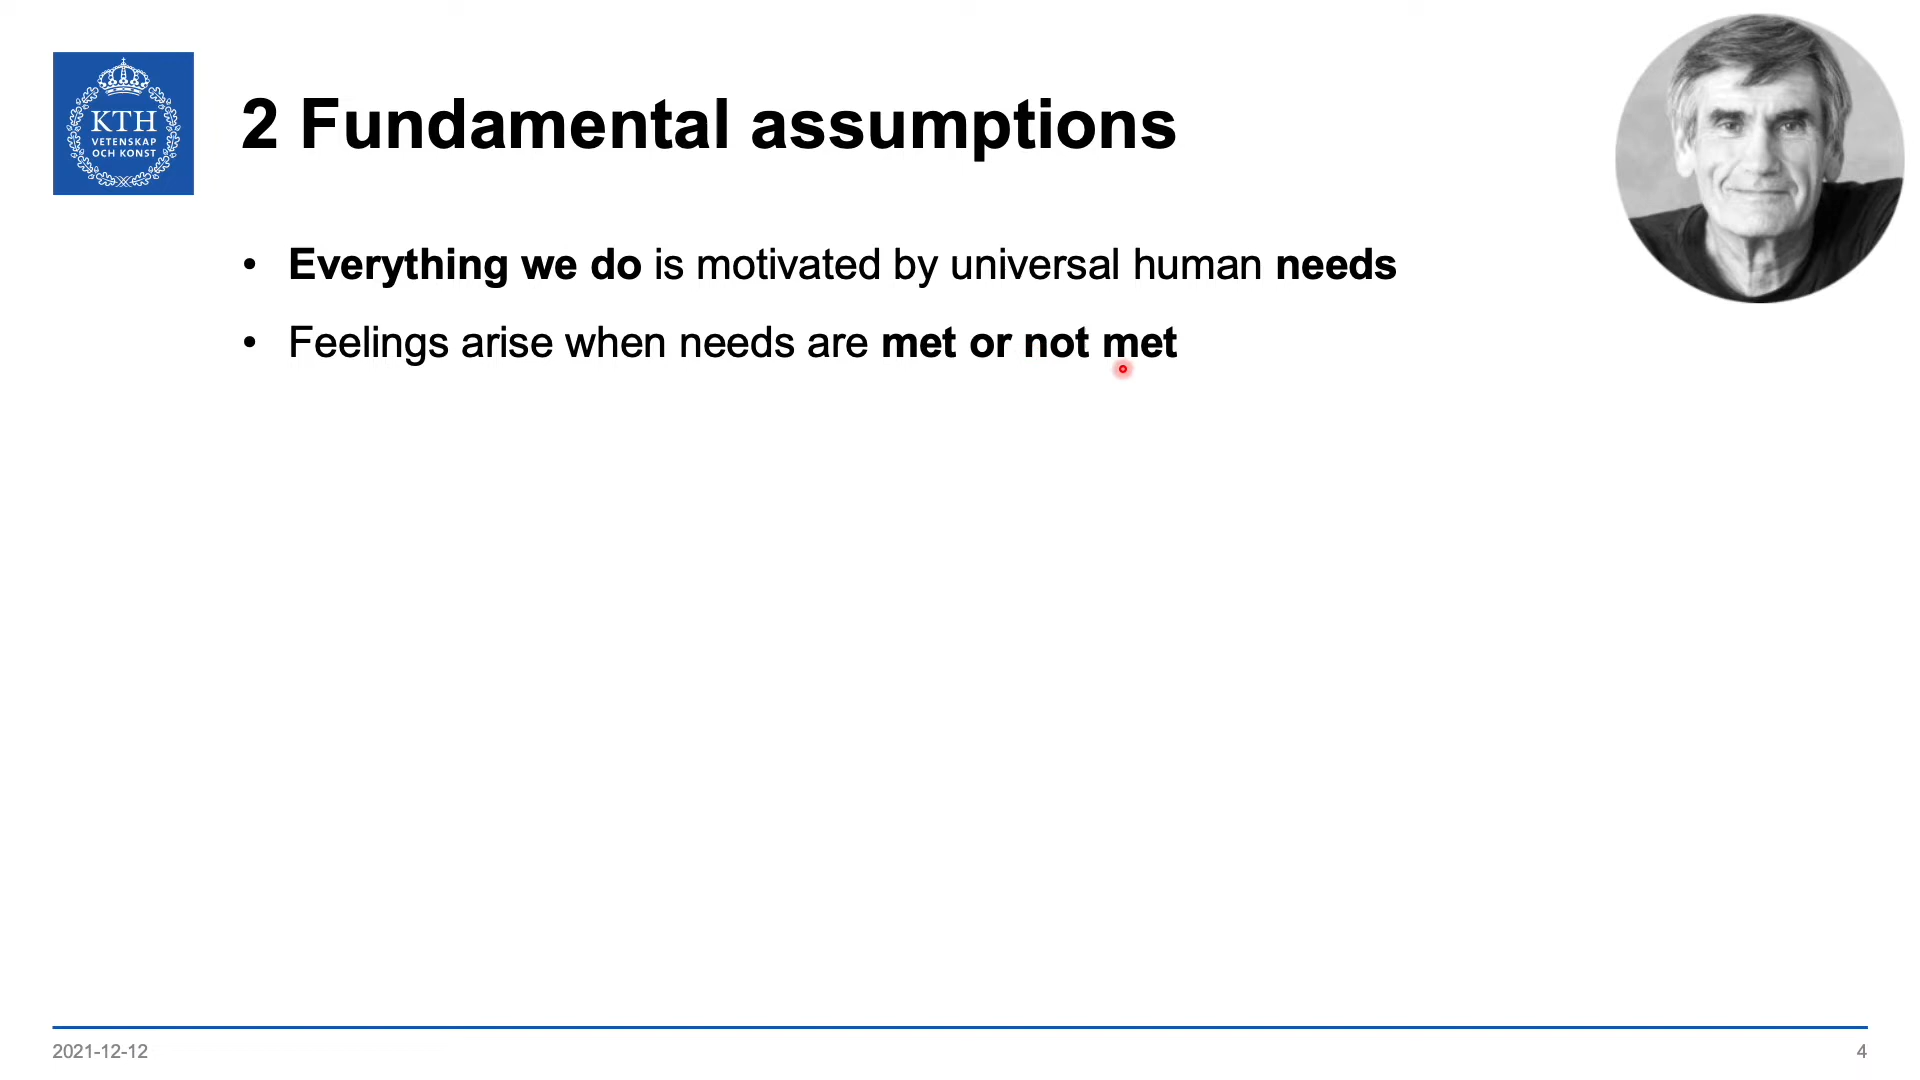 KTH
VETENSKAP
OCH KONST
2 Fundamental assumptions
• Everything we do is motivated by universal human needs
• Feelings arise when needs are met or not met
2021-12-12
4